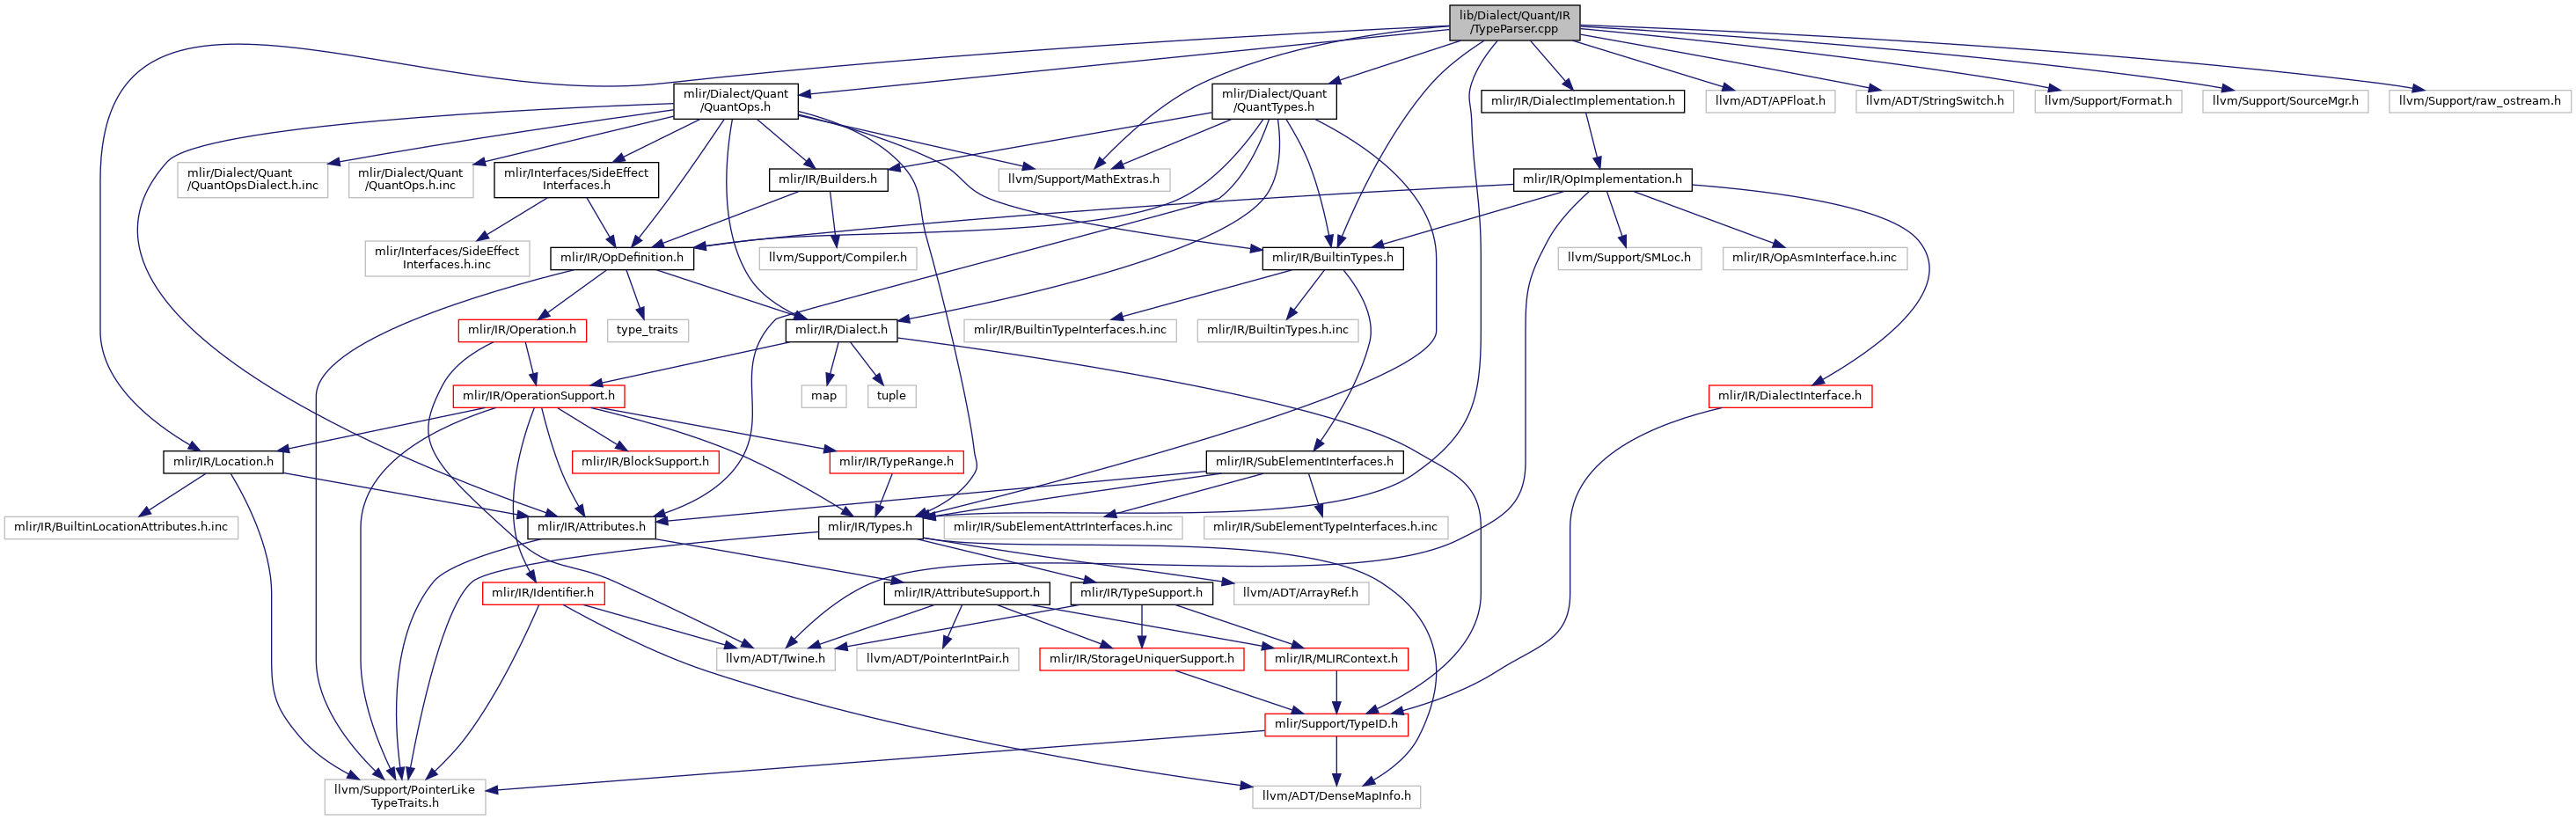 lib/Dialect/Quant/IR
/TypeParser.cpp
mlir/Dialect/Quant
/QuantOps.h
mlir/Dialect/Quant
/QuantTypes.h
mlir/IR/DialectImplementation.h
llvm/ADT/APFloat.h
llvm/ADT/StringSwitch.h
llvm/Support/Format.h
llvm/Support/SourceMgr.h
llvm/Support/raw_ostream.h
mlir/Dialect/Quant
/QuantOpsDialect.h.inc
mlir/Dialect/Quant
/QuantOps.h.inc
mlir/Interfaces/SideEffect
Interfaces.h
mlir/IR/Builders.h
llvm/Support/MathExtras.h
mlir/IR/OpImplementation.h
mlir/Interfaces/SideEffect
Interfaces.h.inc
mlir/IR/OpDefinition.h
llvm/Support/Compiler.h
mlir/IR/BuiltinTypes.h
llvm/Support/SMLoc.h
mlir/IR/OpAsmInterface.h.inc
mlir/IR/Operation.h
type_traits
mlir/IR/Dialect.h
mlir/IR/BuiltinTypeInterfaces.h.inc
mlir/IR/BuiltinTypes.h.inc
mlir/IR/OperationSupport.h
map
tuple
mlir/IR/DialectInterface.h
mlir/IR/Location.h
mlir/IR/BlockSupport.h
mlir/IR/TypeRange.h
mlir/IR/SubElementInterfaces.h
mlir/IR/BuiltinLocationAttributes.h.inc
mlir/IR/Attributes.h
mlir/IR/Types.h
mlir/IR/SubElementAttrInterfaces.h.inc
mlir/IR/SubElementTypeInterfaces.h.inc
mlir/IR/Identifier.h
mlir/IR/AttributeSupport.h
mlir/IR/TypeSupport.h
llvm/ADT/ArrayRef.h
llvm/ADT/Twine.h
llvm/ADT/PointerIntPair.h
mlir/IR/StorageUniquerSupport.h
mlir/IR/MLIRContext.h
mlir/Support/TypeID.h
llvm/Support/PointerLike
TypeTraits.h
llvm/ADT/DenseMapInfo.h